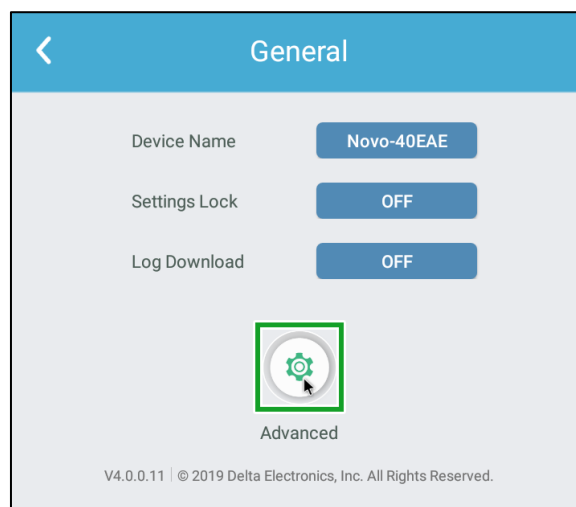 General
Device Name Novo-40EAE
Settings Lock OFF
Log Download OFF
Advanced
V4.0.0.11 | © 2019 Delta Electronics, Inc. All Rights Reserved.